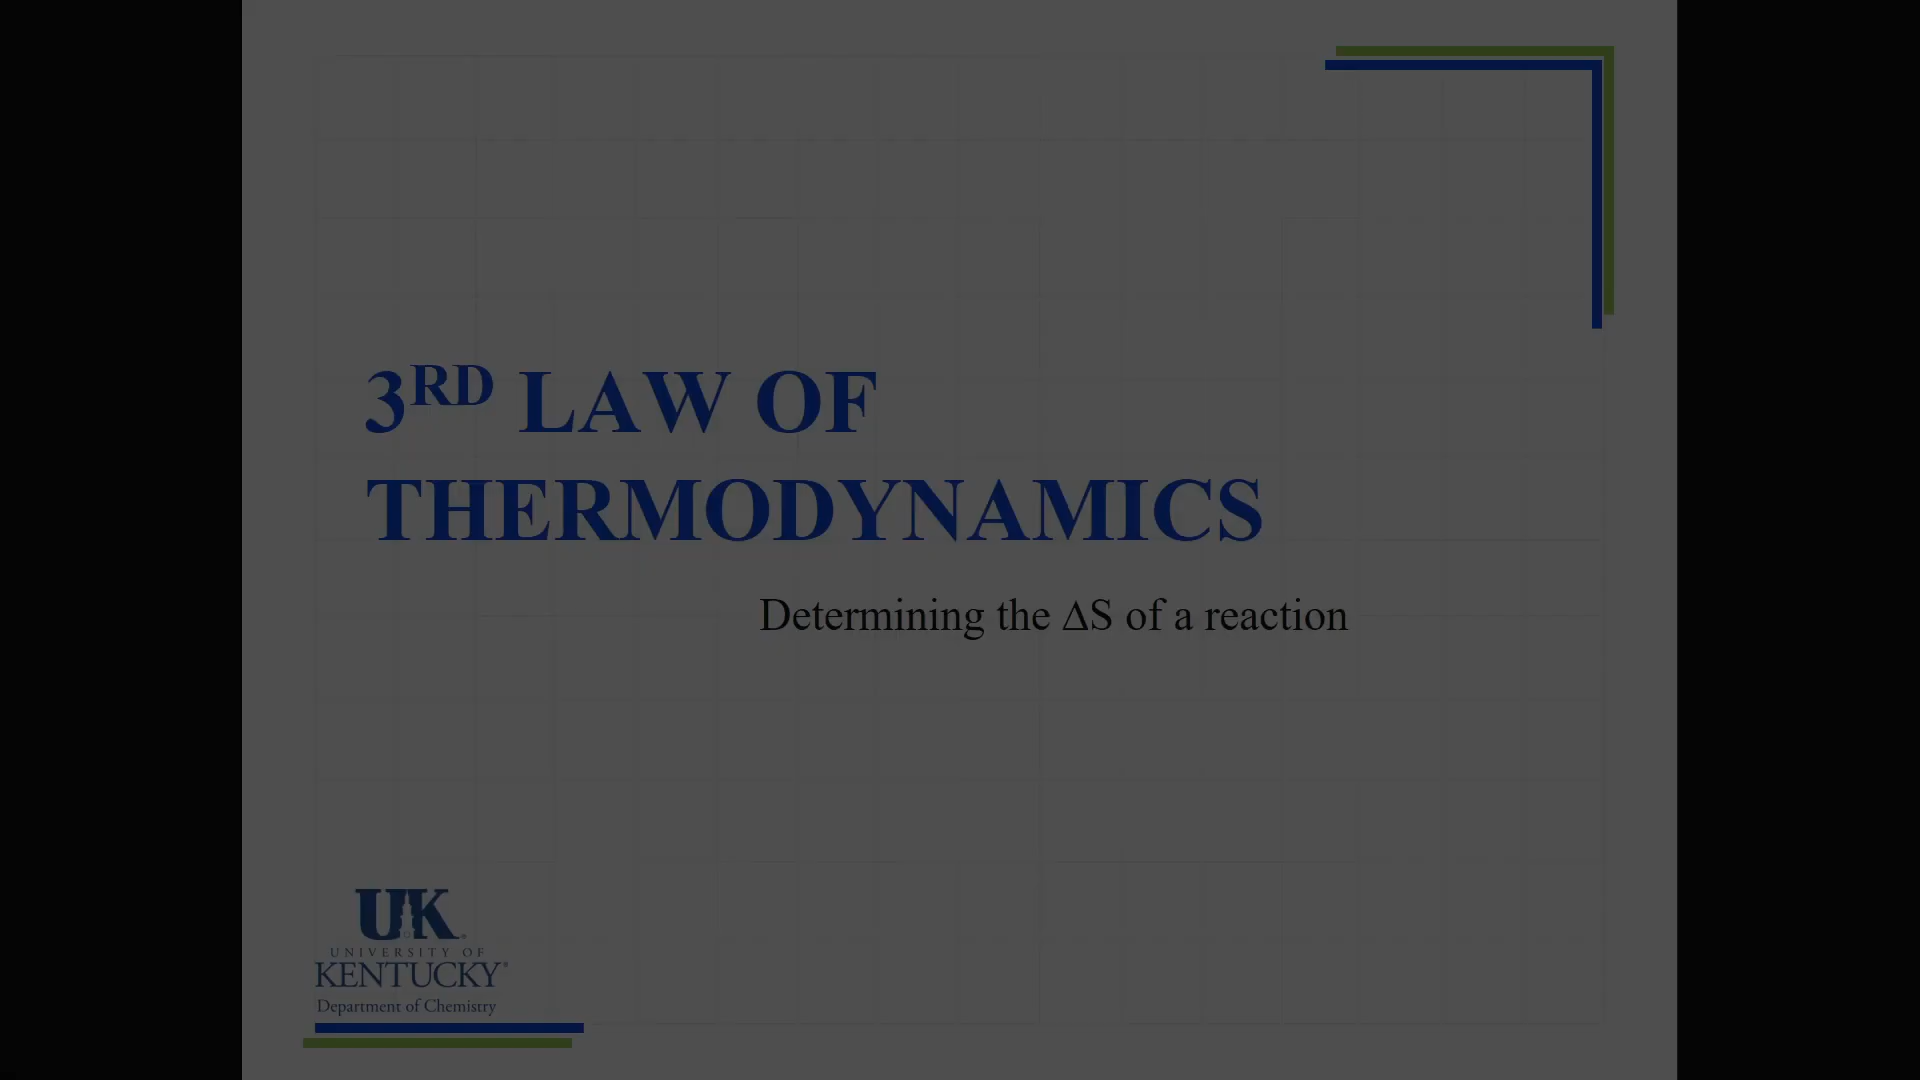 3RD LAW OF
THERMODYNAMICS
Determining the ΔS of a reaction
UK
UNIVERSITY OF
KENTUCKY®
Department of Chemistry